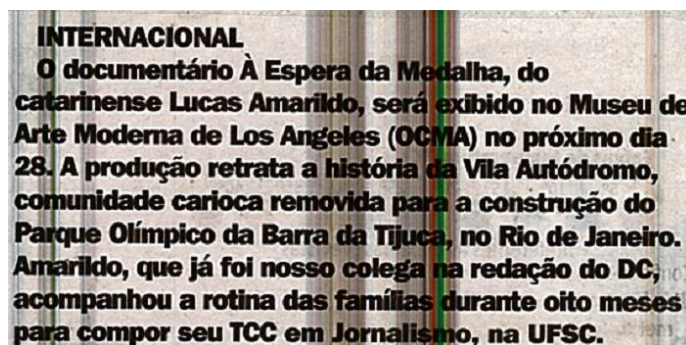 INTERNACIONAL
O documentário À Espera da Medalha, do
catarinense Lucas Amarildo, será exibido no Museu de
Arte Moderna de Los Angeles (OCMA) no próximo dia
28. A produção retrata a história da Vila Autódromo,
comunidade carioca removida para a construção do
Parque Olímpico da Barra da Tijuca, no Rio de Janeiro.
Amarildo, que já foi nosso colega na redação do DC,
acompanhou a rotina das famílias durante oito meses
para compor seu TCC em Jornalismo, na UFSC.